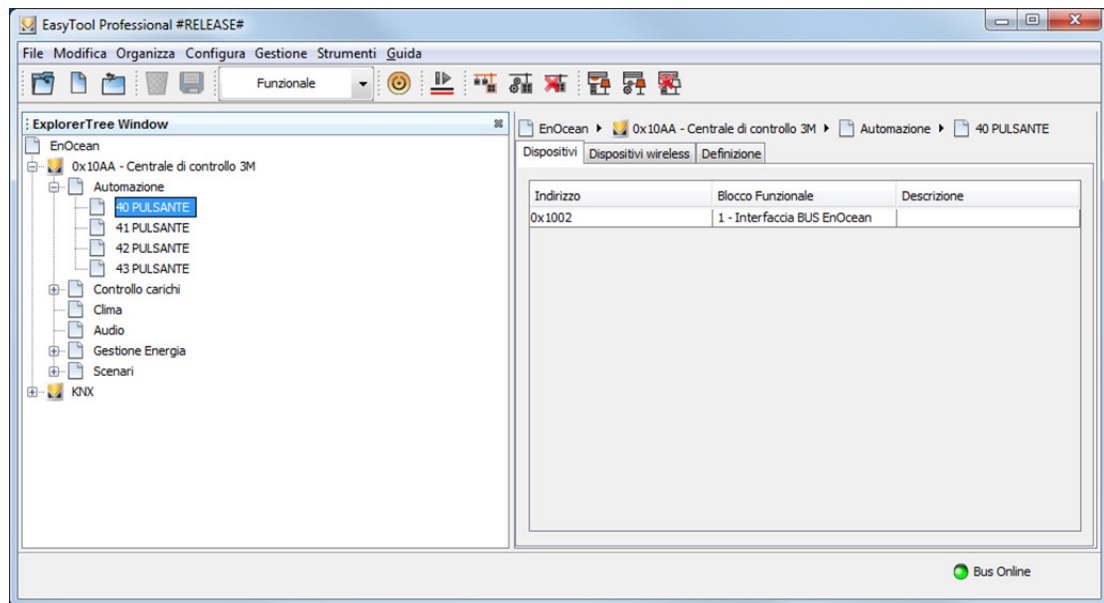 EasyTool Professional #RELEASE#
File Modifica Organizza Configura Gestione Strumenti Guida
Funzionale
ExplorerTree Window
EnOcean
0x10AA - Centrale di controllo 3M
Automazione
40 PULSANTE
41 PULSANTE
42 PULSANTE
43 PULSANTE
Controllo carichi
Clima
Audio
Gestione Energia
Scenari
KNX
EnOcean 0x10AA - Centrale di controllo 3M Automazione 40 PULSANTE
Dispositivi Dispositivi wireless Definizione
Indirizzo Blocco Funzionale Descrizione
0x1002 1 - Interfaccia BUS EnOcean
Bus Online